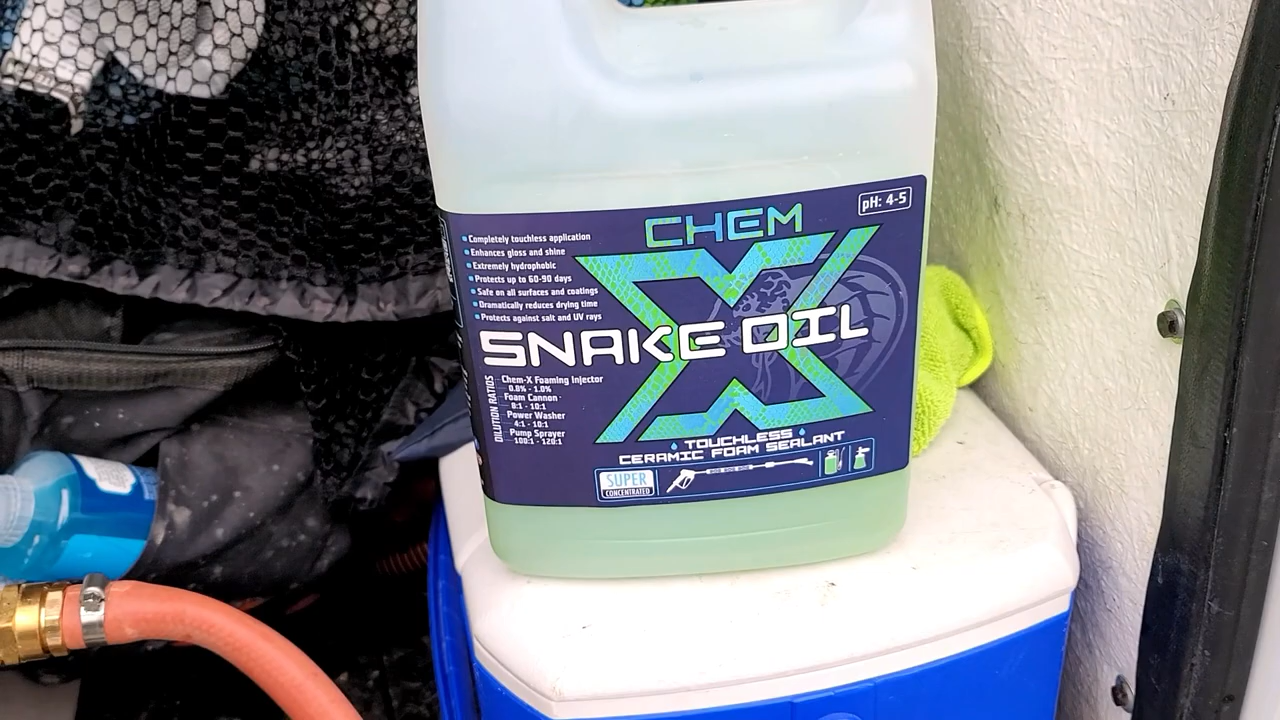 CHEM
pH: 4-5
X
Completely touchless application
Enhances gloss and shine
Extremely hydrophobic
Protects up to 60-90 days
Safe on all surfaces and coatings
Dramatically reduces drying time
Protects against salt and UV rays
SNAKE OIL
DILUTION RATIOS
Chem-X Foaming Injector
0.8% - 1.0%
Foam Cannon
8:1 - 10:1
Power Washer
4:1 - 10:1
Pump Sprayer
100:1 - 120:1
TOUCHLESS
CERAMIC FOAM SEALANT
SUPER
CONCENTRATED